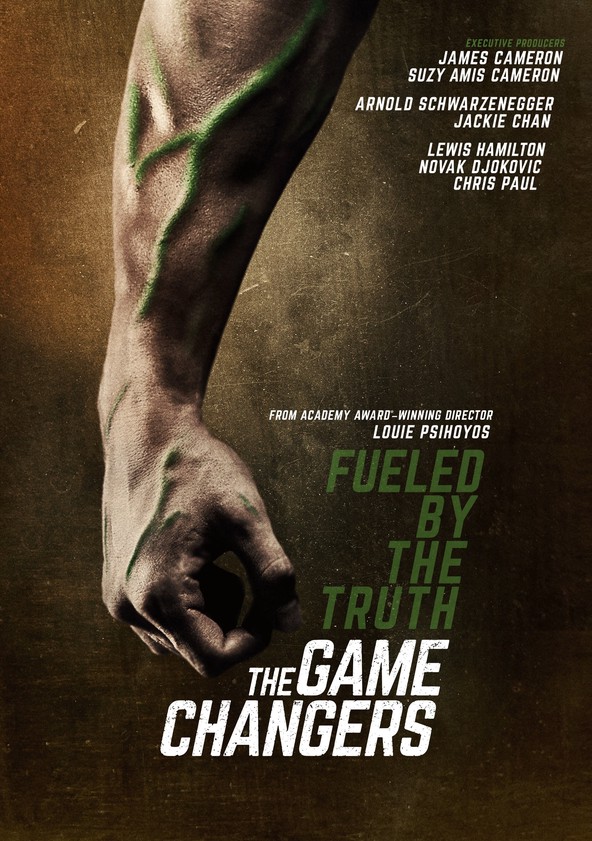 EXECUTIVE PRODUCERS
JAMES CAMERON
SUZY AMIS CAMERON
ARNOLD SCHWARZENEGGER
JACKIE CHAN
LEWIS HAMILTON
NOVAK DJOKOVIC
CHRIS PAUL
FROM ACADEMY AWARD®-WINNING DIRECTOR
LOUIE PSIHOYOS
FUELED
BY
THE
TRUTH
THE GAME
CHANGERS